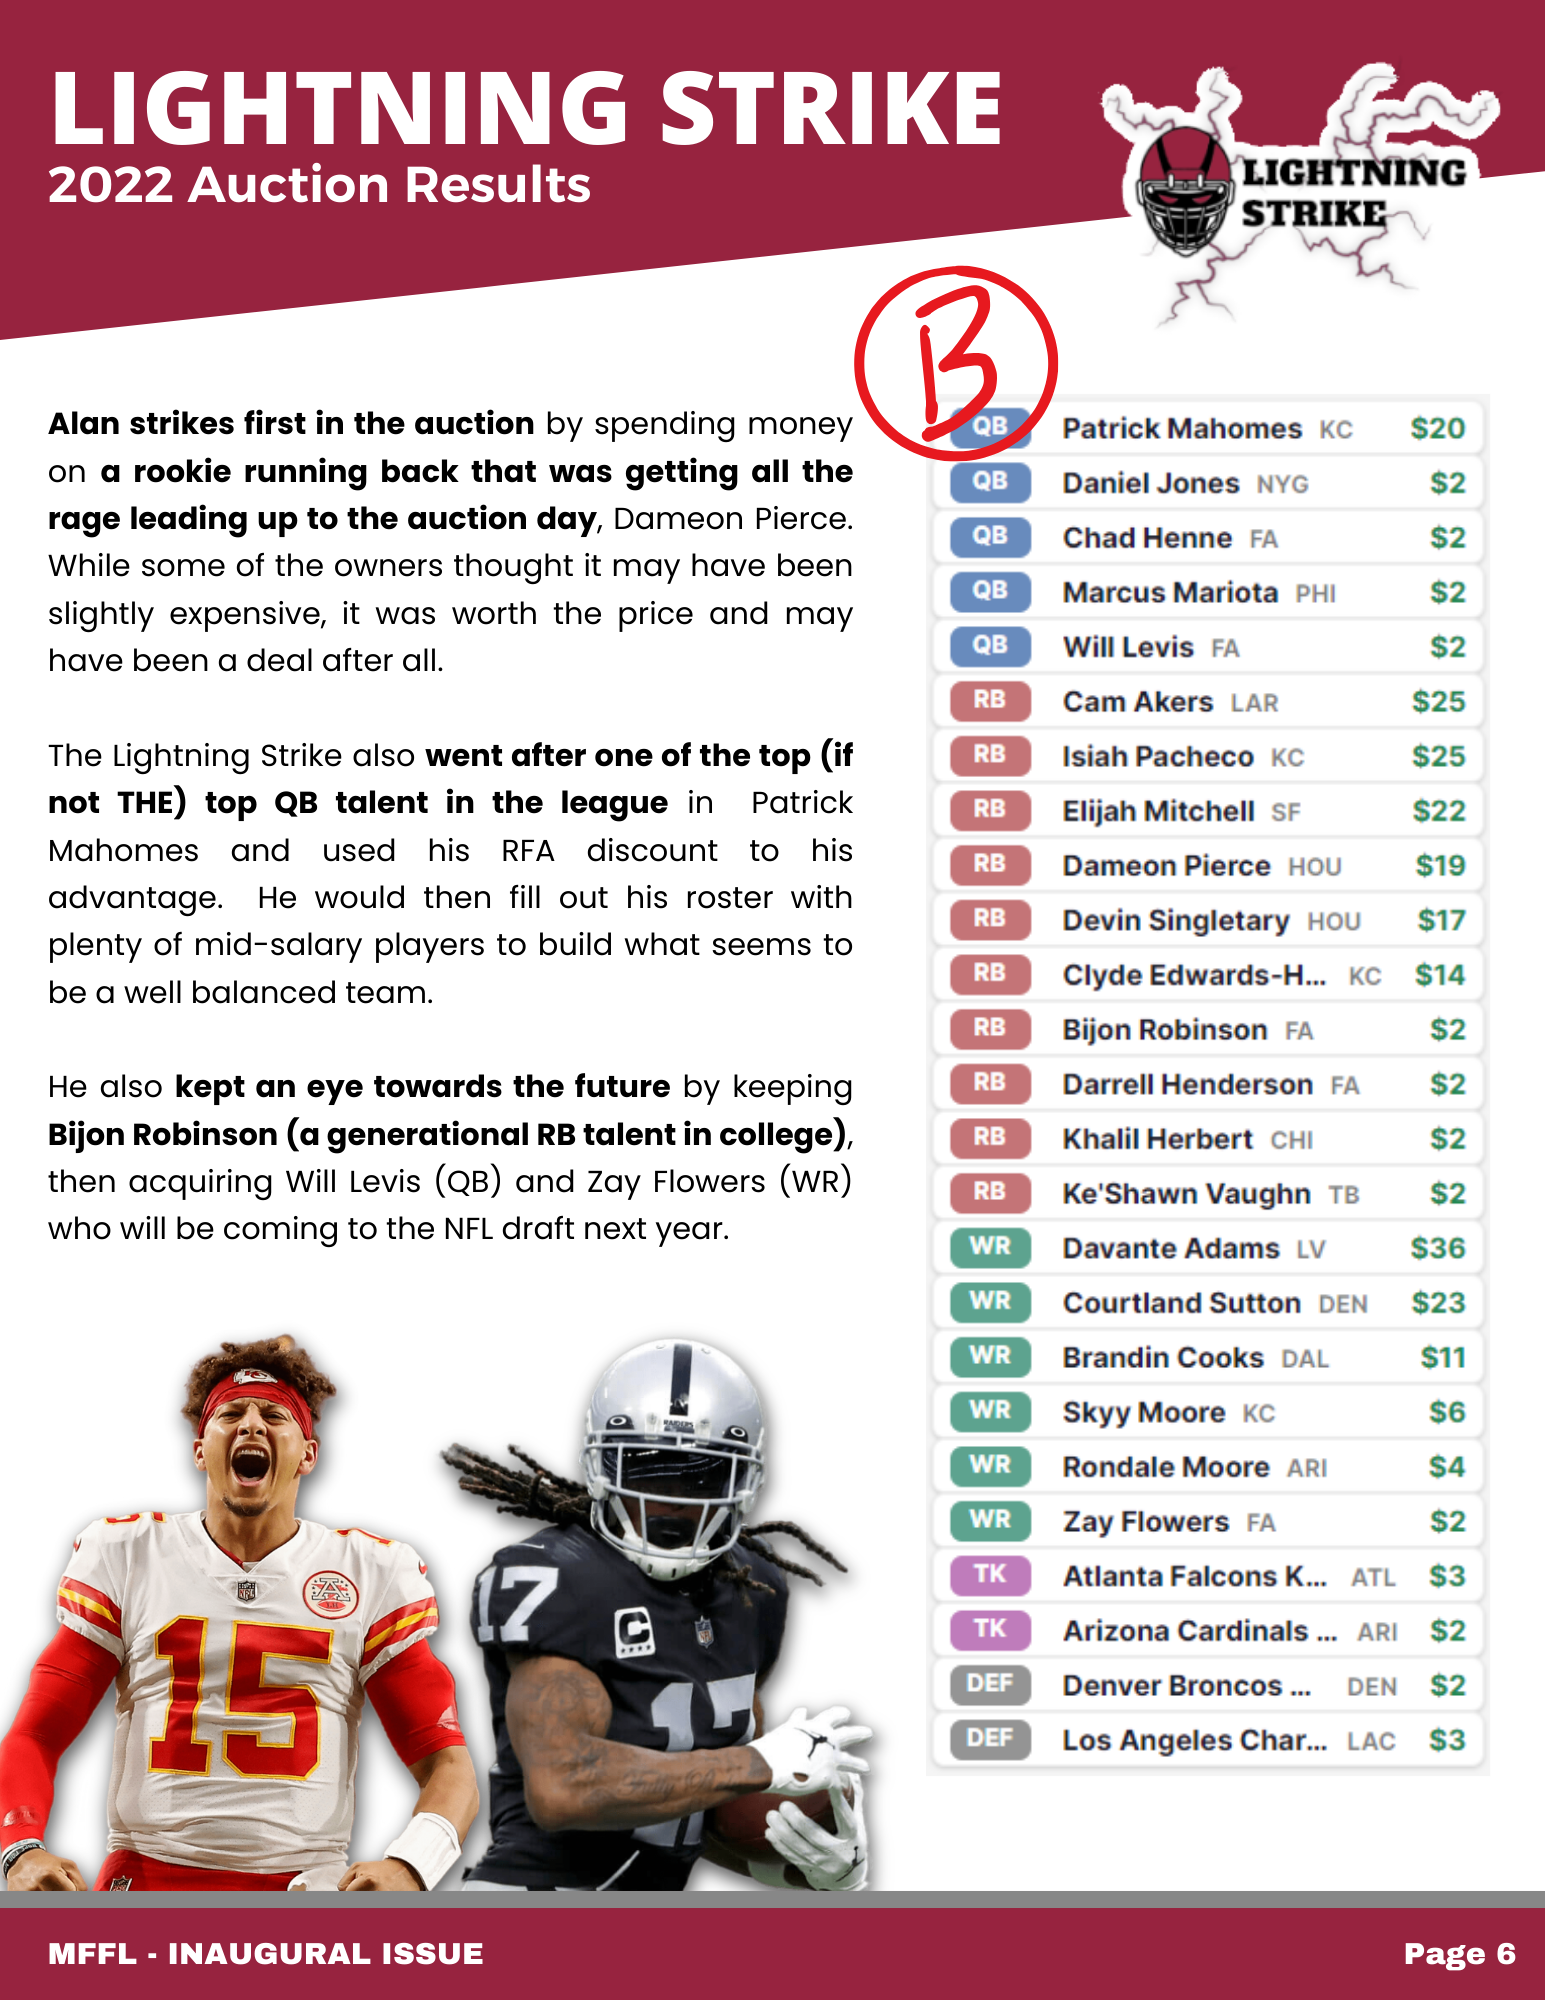 LIGHTNING STRIKE
2022 Auction Results
LIGHTNING
STRIKE
B
Alan strikes first in the auction by spending money
on a rookie running back that was getting all the
rage leading up to the auction day, Dameon Pierce.
While some of the owners thought it may have been
slightly expensive, it was worth the price and may
have been a deal after all.
The Lightning Strike also went after one of the top (if
not THE) top QB talent in the league in Patrick
Mahomes and used his RFA discount to his
advantage. He would then fill out his roster with
plenty of mid-salary players to build what seems to
be a well balanced team.
He also kept an eye towards the future by keeping
Bijon Robinson (a generational RB talent in college),
then acquiring Will Levis (QB) and Zay Flowers (WR)
who will be coming to the NFL draft next year.
QB Patrick Mahomes KC $20
QB Daniel Jones NYG $2
QB Chad Henne FA $2
QB Marcus Mariota PHI $2
QB Will Levis FA $2
RB Cam Akers LAR $25
RB Isiah Pacheco KC $25
RB Elijah Mitchell SF $22
RB Dameon Pierce HOU $19
RB Devin Singletary HOU $17
RB Clyde Edwards-H... KC $14
RB Bijon Robinson FA $2
RB Darrell Henderson FA $2
RB Khalil Herbert CHI $2
RB Ke'Shawn Vaughn TB $2
WR Davante Adams LV $36
WR Courtland Sutton DEN $23
WR Brandin Cooks DAL $11
WR Skyy Moore KC $6
WR Rondale Moore ARI $4
WR Zay Flowers FA $2
TK Atlanta Falcons K... ATL $3
TK Arizona Cardinals ... ARI $2
DEF Denver Broncos ... DEN $2
DEF Los Angeles Char... LAC $3
15
17
C
17
RAIDERS
MFFL - INAUGURAL ISSUE
Page 6